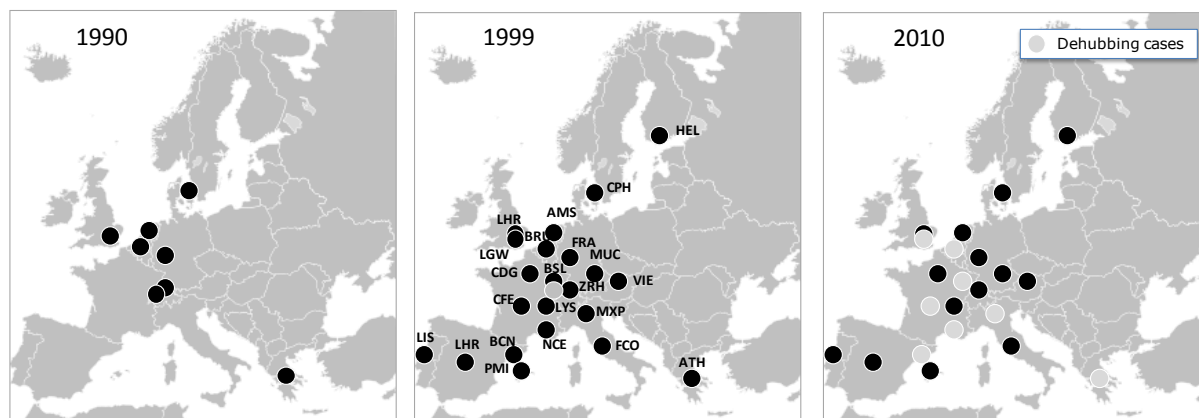 1990
1999
HEL
CPH
LHR
AMS
BRU
LGW
FRA
CDG
BSL
MUC
VIE
ZRH
CFE
LYS
MXP
NCE
FCO
LIS
LHR
BCN
PMI
ATH
2010
Dehubbing cases